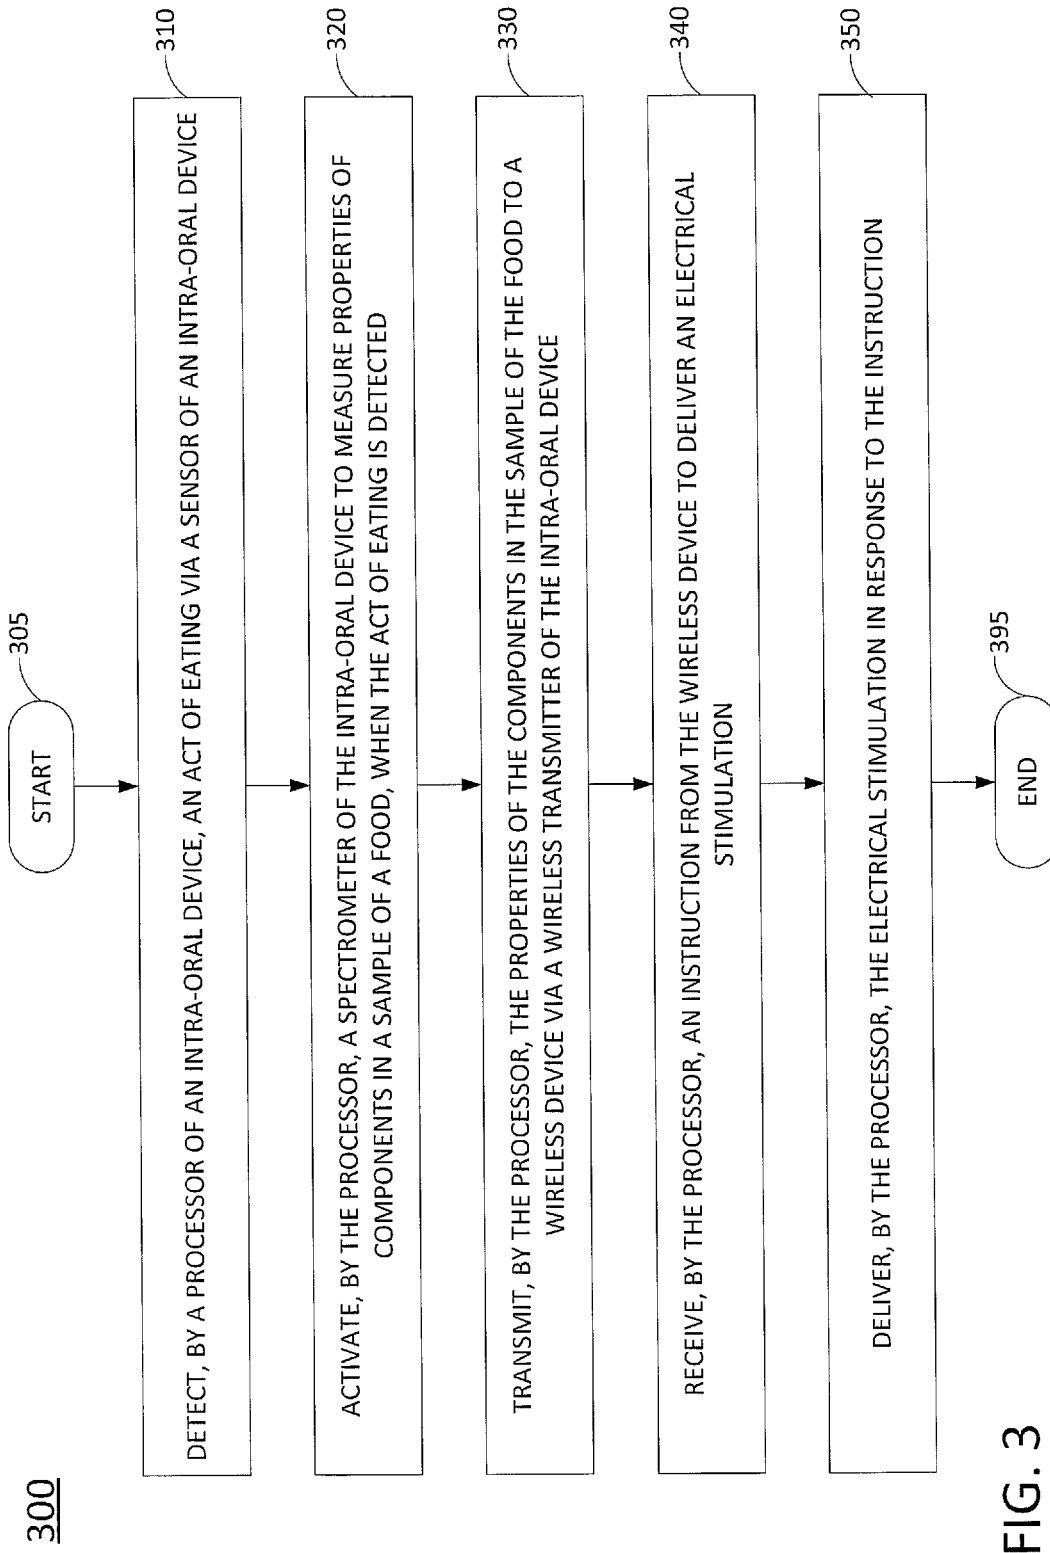 300
START
305
310
DETECT, BY A PROCESSOR OF AN INTRA-ORAL DEVICE, AN ACT OF EATING VIA A SENSOR OF AN INTRA-ORAL DEVICE
320
ACTIVATE, BY THE PROCESSOR, A SPECTROMETER OF THE INTRA-ORAL DEVICE TO MEASURE PROPERTIES OF
COMPONENTS IN A SAMPLE OF A FOOD, WHEN THE ACT OF EATING IS DETECTED
330
TRANSMIT, BY THE PROCESSOR, THE PROPERTIES OF THE COMPONENTS IN THE SAMPLE OF THE FOOD TO A
WIRELESS DEVICE VIA A WIRELESS TRANSMITTER OF THE INTRA-ORAL DEVICE
340
RECEIVE, BY THE PROCESSOR, AN INSTRUCTION FROM THE WIRELESS DEVICE TO DELIVER AN ELECTRICAL
STIMULATION
350
DELIVER, BY THE PROCESSOR, THE ELECTRICAL STIMULATION IN RESPONSE TO THE INSTRUCTION
395
END
FIG. 3